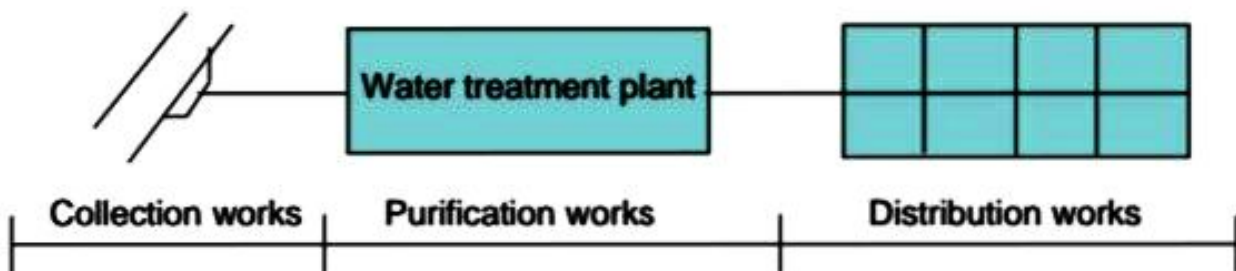 Water treatment plant
Collection works
Purification works
Distribution works